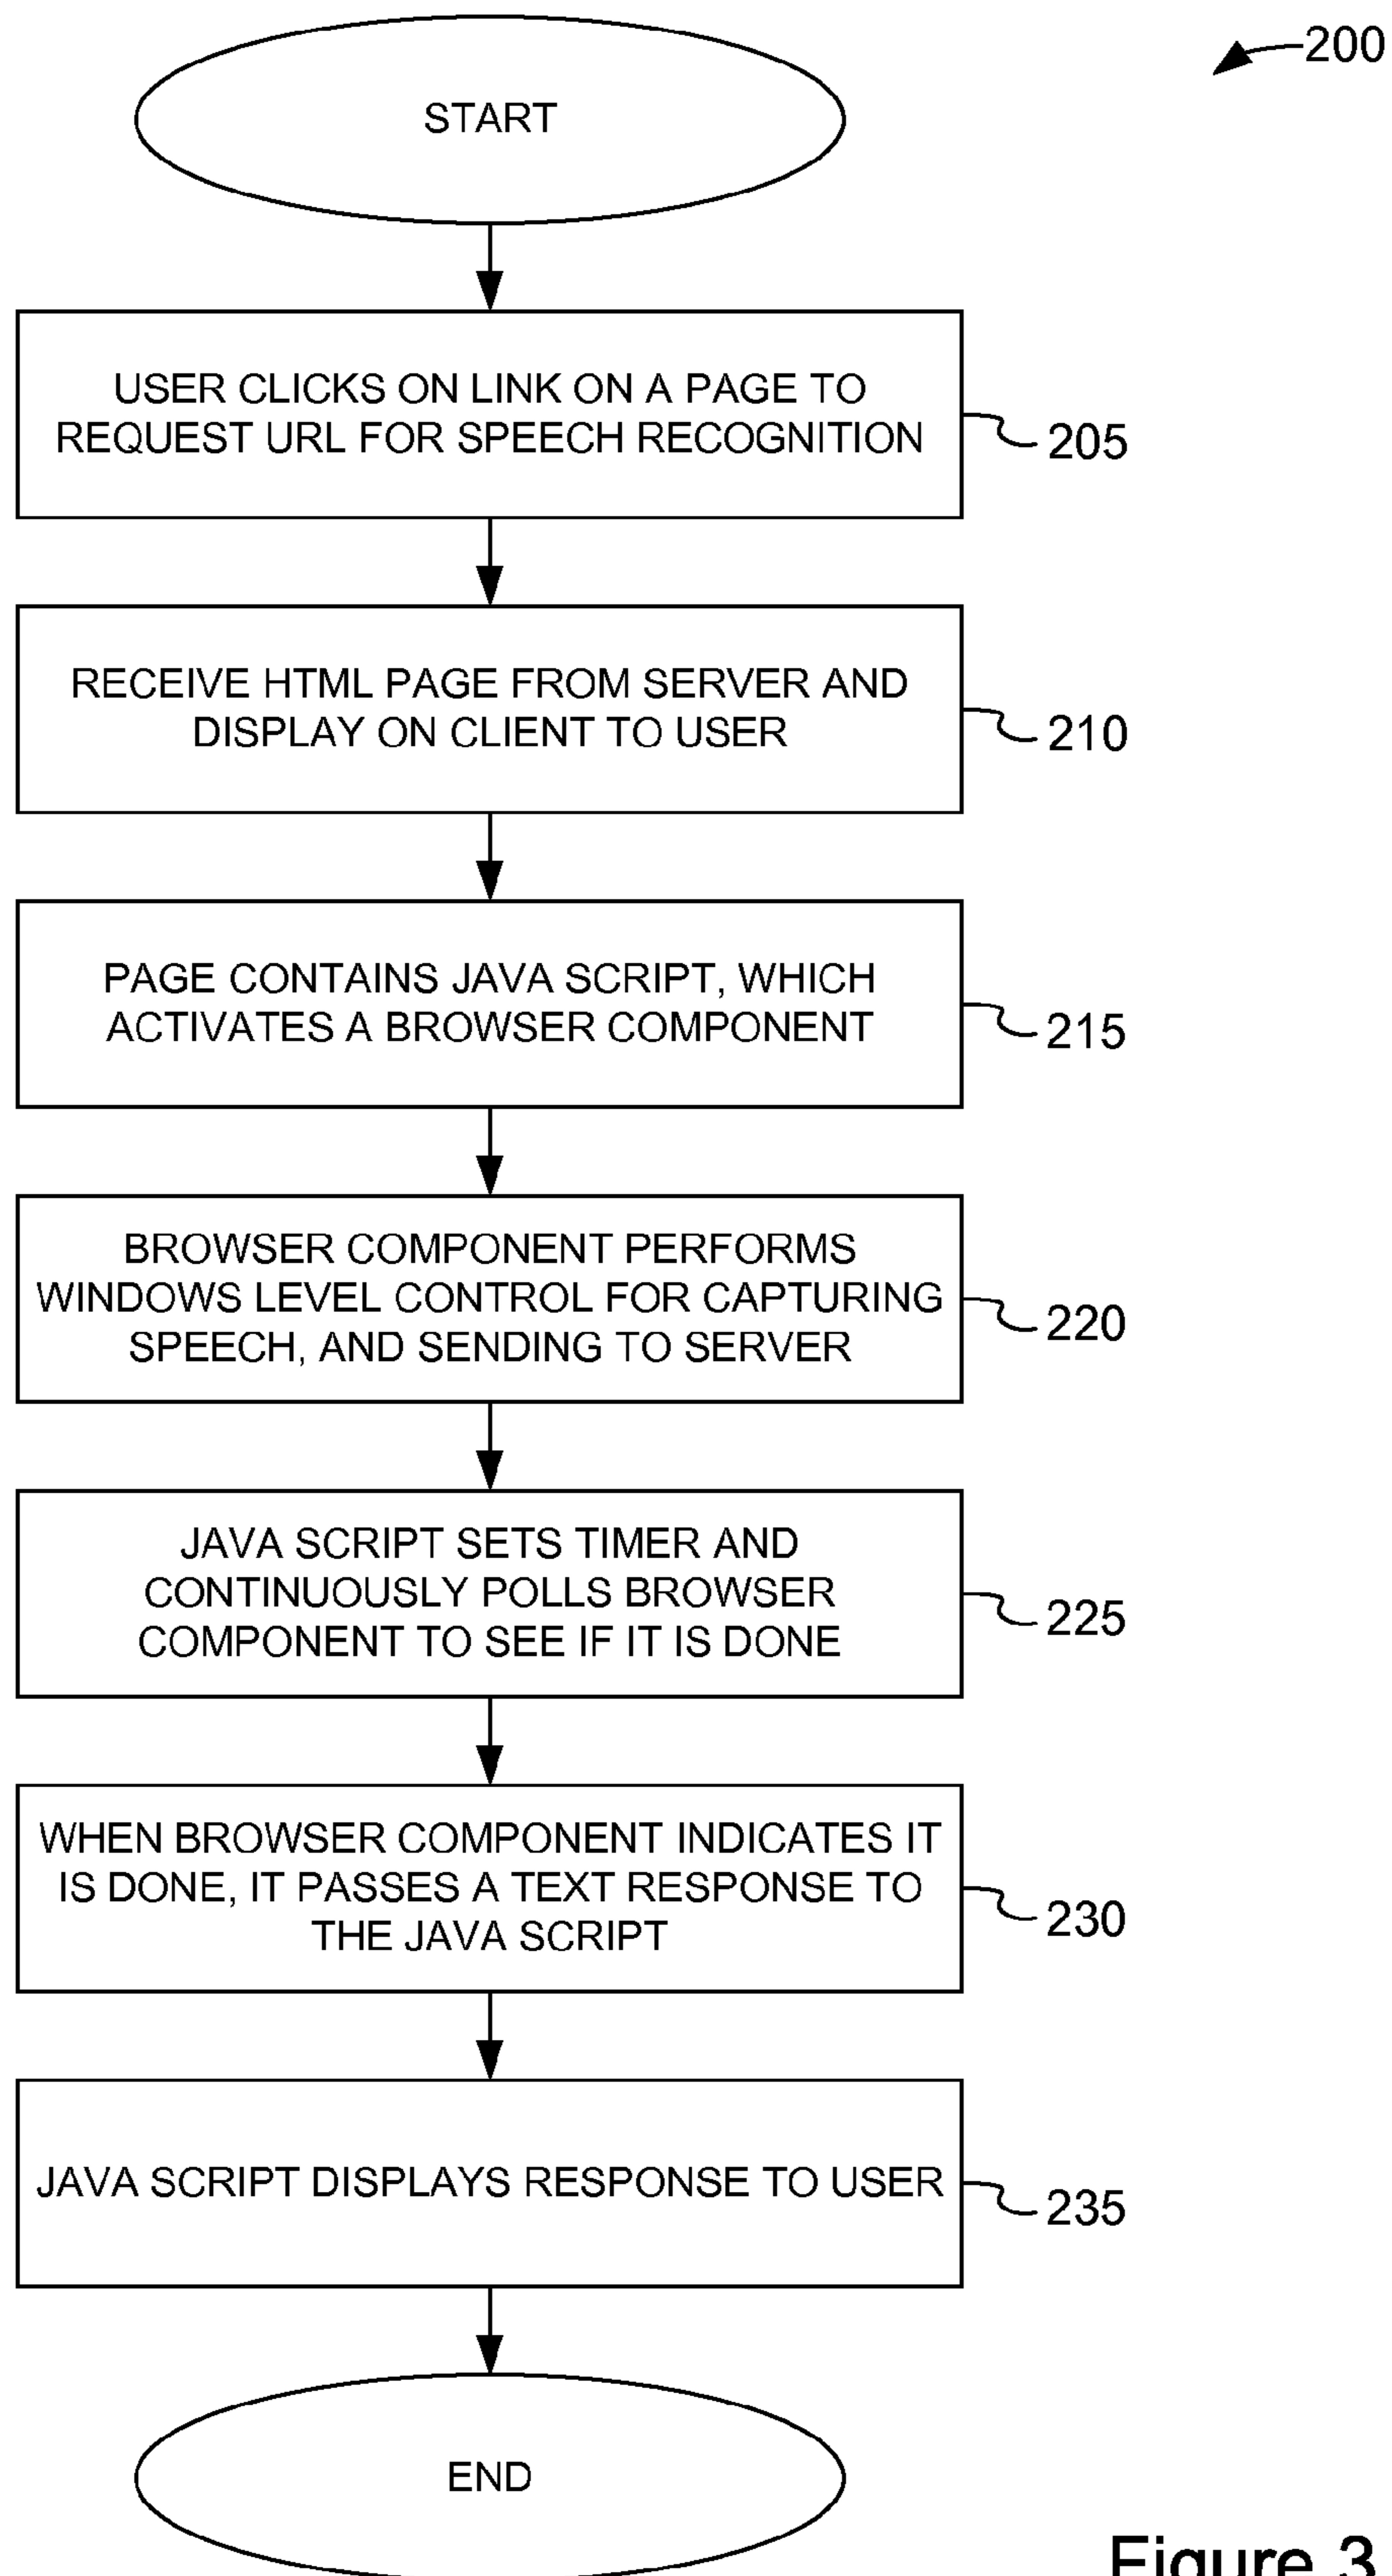 200
START
USER CLICKS ON LINK ON A PAGE TO
REQUEST URL FOR SPEECH RECOGNITION
205
RECEIVE HTML PAGE FROM SERVER AND
DISPLAY ON CLIENT TO USER
210
PAGE CONTAINS JAVA SCRIPT, WHICH
ACTIVATES A BROWSER COMPONENT
215
BROWSER COMPONENT PERFORMS
WINDOWS LEVEL CONTROL FOR CAPTURING
SPEECH, AND SENDING TO SERVER
220
JAVA SCRIPT SETS TIMER AND
CONTINUOUSLY POLLS BROWSER
COMPONENT TO SEE IF IT IS DONE
225
WHEN BROWSER COMPONENT INDICATES IT
IS DONE, IT PASSES A TEXT RESPONSE TO
THE JAVA SCRIPT
230
JAVA SCRIPT DISPLAYS RESPONSE TO USER
235
END
Figure 3